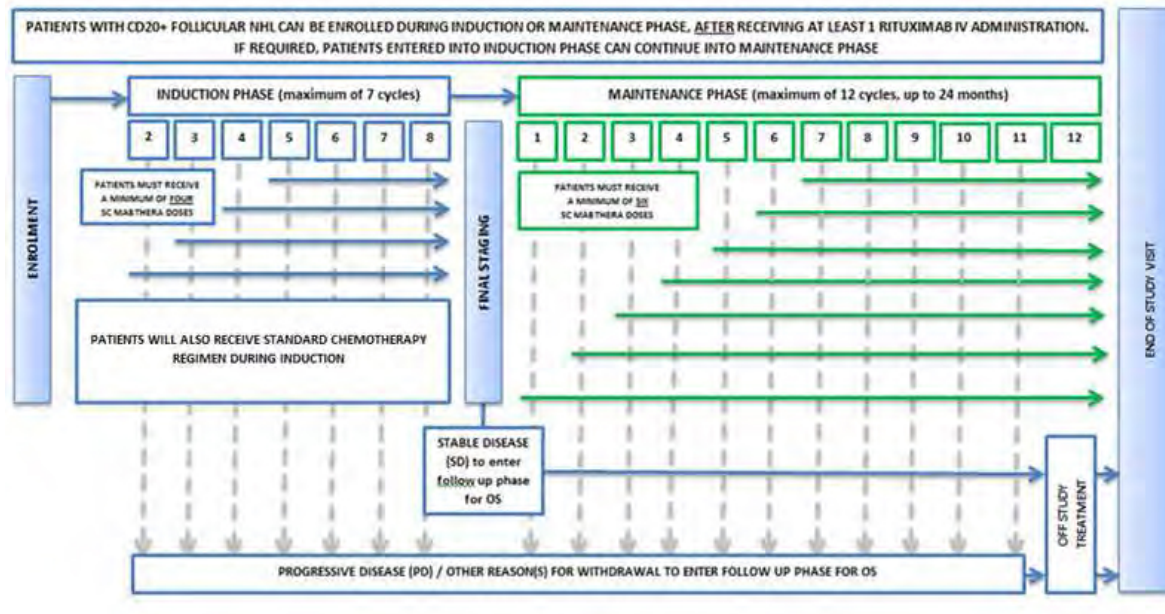 PATIENTS WITH CD20+ FOLLICULAR NHL CAN BE ENROLLED DURING INDUCTION OR MAINTENANCE PHASE, AFTER RECEIVING AT LEAST 1 RITUXIMAB IV ADMINISTRATION.
IF REQUIRED, PATIENTS ENTERED INTO INDUCTION PHASE CAN CONTINUE INTO MAINTENANCE PHASE
ENROLMENT
INDUCTION PHASE (maximum of 7 cycles)
2 3 4 5 6 7 8
PATIENTS MUST RECEIVE
A MINIMUM OF FOUR
SC MABTHERA DOSES
PATIENTS WILL ALSO RECEIVE STANDARD CHEMOTHERAPY
REGIMEN DURING INDUCTION
FINAL STAGING
MAINTENANCE PHASE (maximum of 12 cycles, up to 24 months)
1 2 3 4 5 6 7 8 9 10 11 12
PATIENTS MUST RECEIVE
A MINIMUM OF SIX
SC MABTHERA DOSES
STABLE DISEASE
(SD) to enter
follow up phase
for OS
OFF STUDY
TREATMENT
PROGRESSIVE DISEASE (PD) / OTHER REASON(S) FOR WITHDRAWAL TO ENTER FOLLOW UP PHASE FOR OS
END OF STUDY VISIT